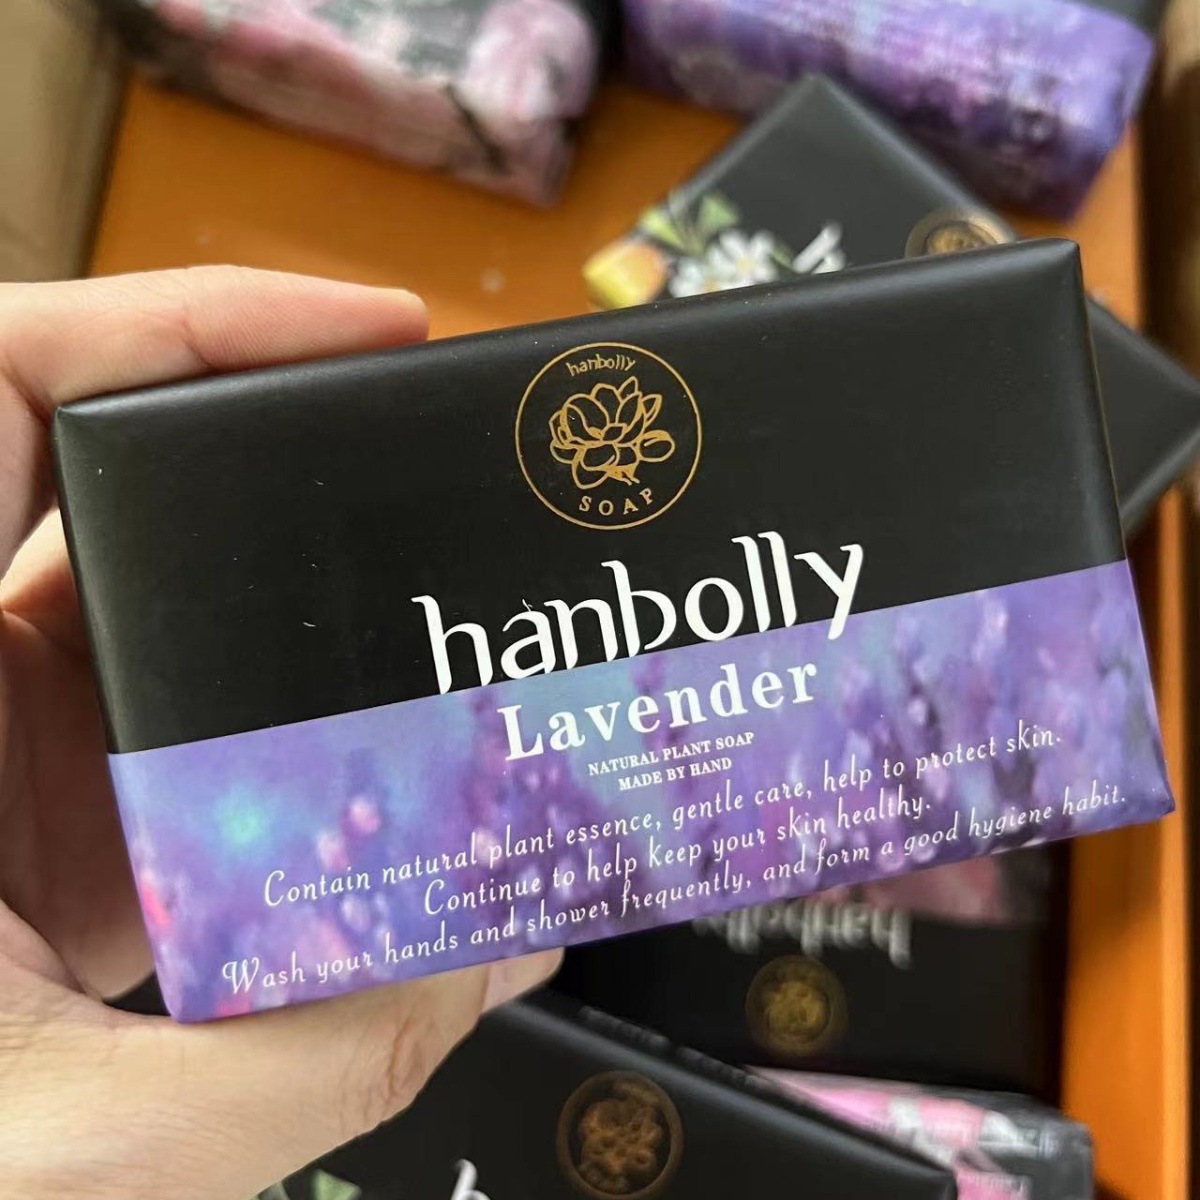 hanbolly
SOAP
hanbolly
Lavender
NATURAL PLANT SOAP
MADE BY HAND
Contain natural plant essence, gentle care, help to protect skin.
Continue to help keep your skin healthy.
Wash your hands and shower frequently, and form a good hygiene habit.
hanbolly